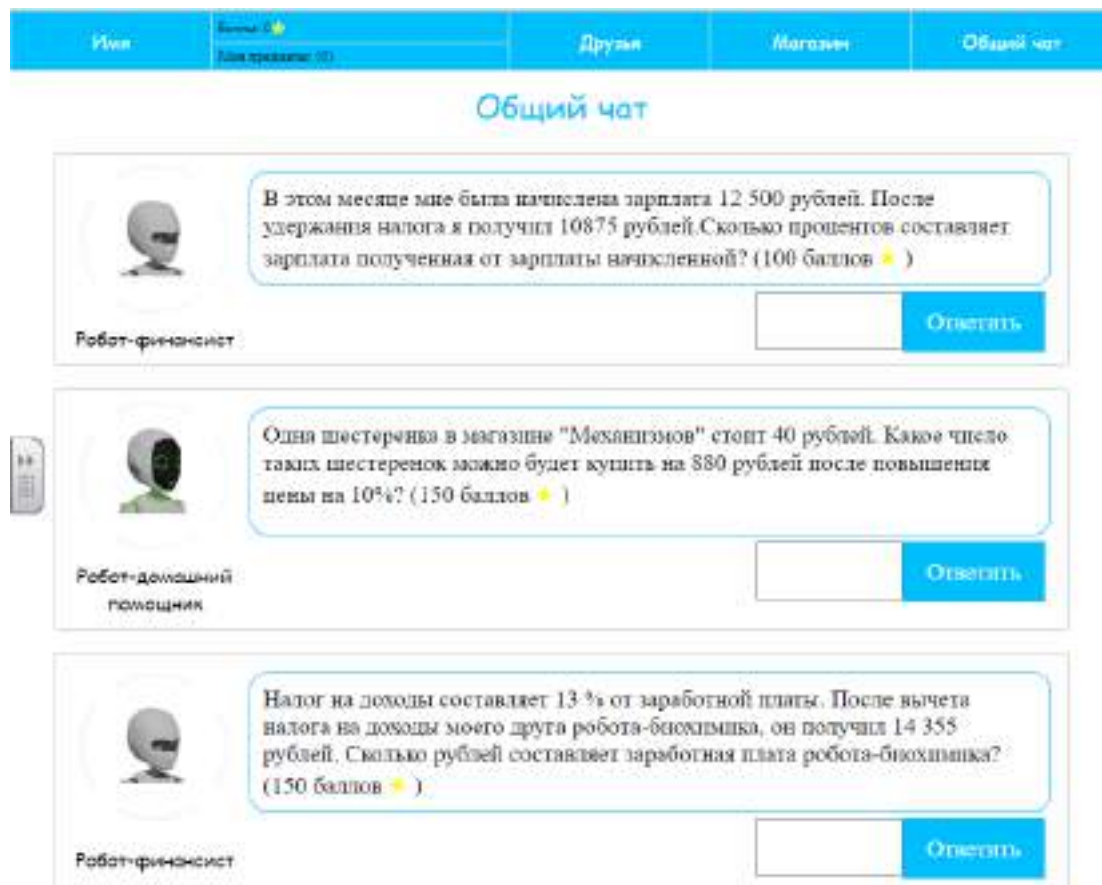 Имя
Баллы: 0
Мои предметы: (0)
Друзья
Магазин
Общий чат
Общий чат
В этом месяце мне была начислена зарплата 12 500 рублей. После
удержания налога я получил 10875 рублей.Сколько процентов составляет
зарплата полученная от зарплаты начисленной? (100 баллов )
Ответить
Робот-финансист
Одна шестеренка в магазине "Механизмов" стоит 40 рублей. Какое число
таких шестеренок можно будет купить на 880 рублей после повышения
цены на 10%? (150 баллов )
Ответить
Робот-домашний
помощник
Налог на доходы составляет 13 % от заработной платы. После вычета
налога на доходы моего друга робота-биохимика, он получил 14 355
рублей. Сколько рублей составляет заработная плата робота-биохимика?
(150 баллов )
Ответить
Робот-финансист